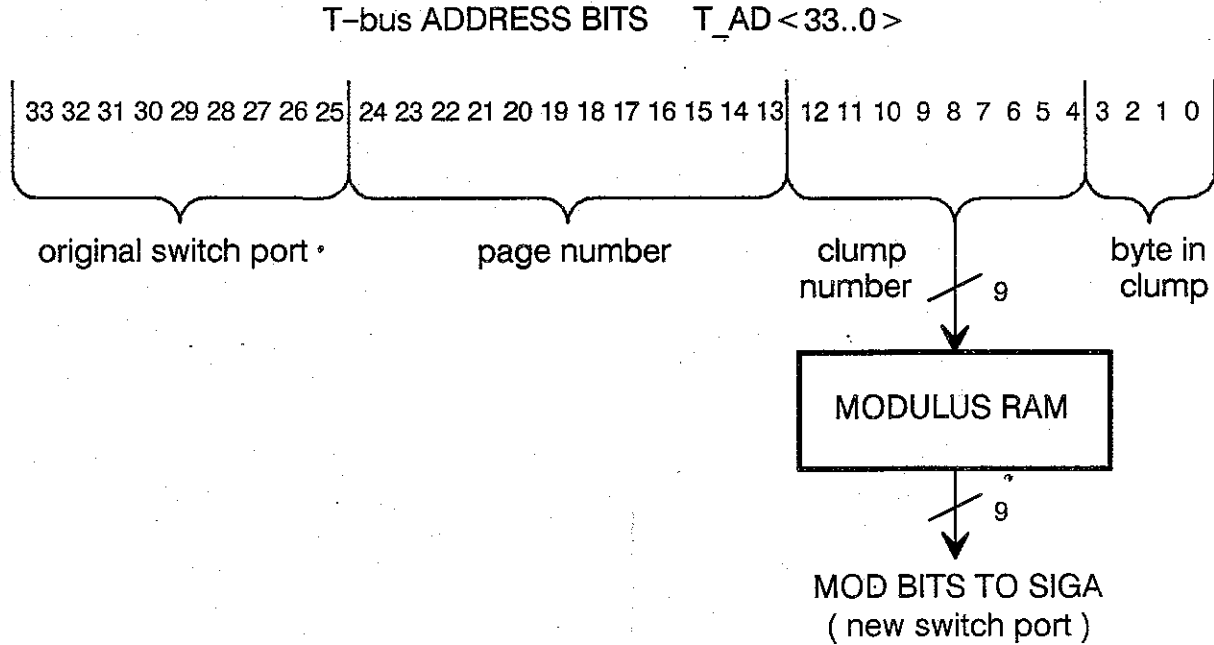 T–bus ADDRESS BITS T_AD<33..0>
33 32 31 30 29 28 27 26 25 24 23 22 21 20 19 18 17 16 15 14 13 12 11 10 9 8 7 6 5 4 3 2 1 0
original switch port page number clump byte in
number 9 clump
MODULUS RAM
9
MOD BITS TO SIGA
( new switch port )